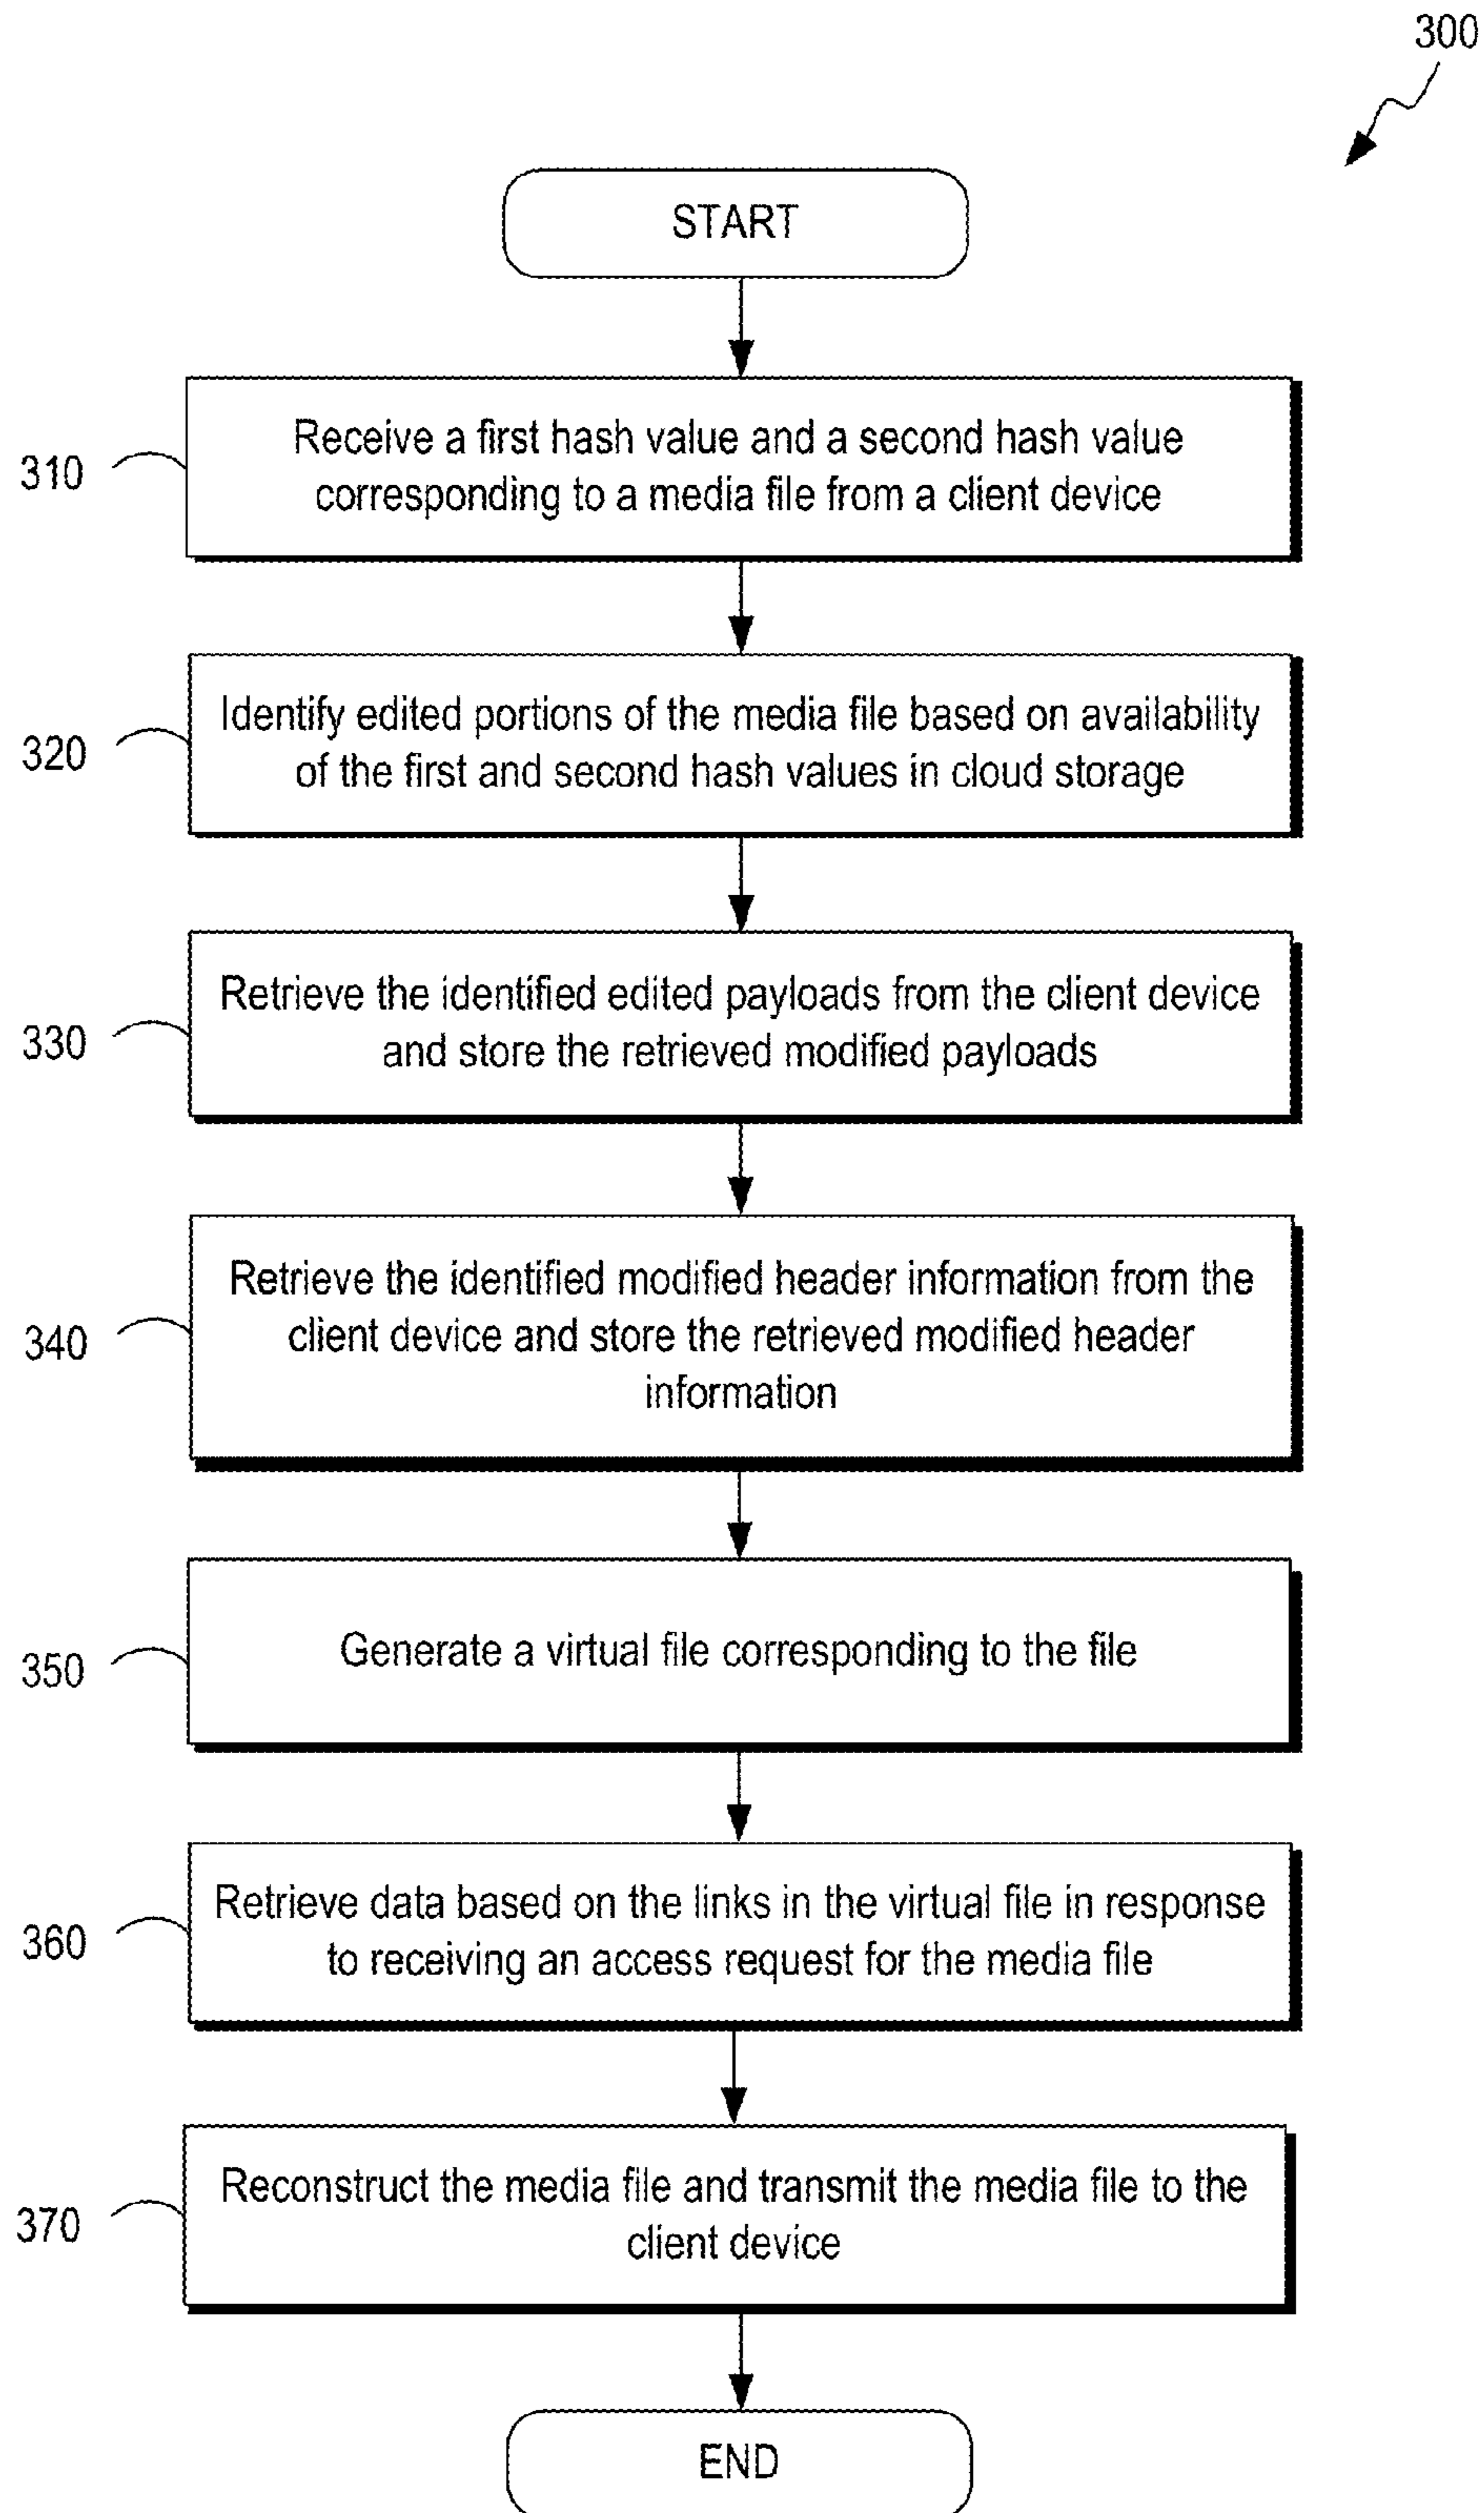 300
START
310
Receive a first hash value and a second hash value
corresponding to a media file from a client device
320
Identify edited portions of the media file based on availability
of the first and second hash values in cloud storage
330
Retrieve the identified edited payloads from the client device
and store the retrieved modified payloads
340
Retrieve the identified modified header information from the
client device and store the retrieved modified header
information
350
Generate a virtual file corresponding to the file
360
Retrieve data based on the links in the virtual file in response
to receiving an access request for the media file
370
Reconstruct the media file and transmit the media file to the
client device
END